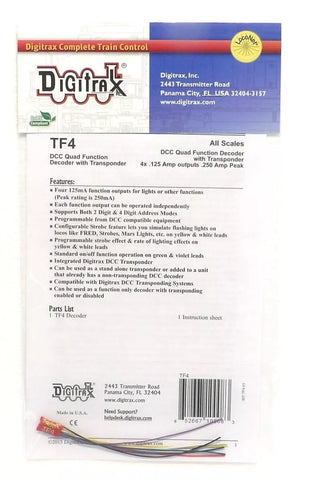 Digitrax Complete Train Control
LocoNet
DIGITRAX
Digitrax, Inc.
2443 Transmitter Road
Panama City, FL USA 32404-3157
www.digitrax.com
Compliant
TF4
All Scales
DCC Quad Function
Decoder with Transponder
DCC Quad Function Decoder
with Transponder
4x .125 Amp outputs .250 Amp Peak
Features:
• Four 125mA function outputs for lights or other functions
(Peak rating is 250mA)
• Each function output can be operated independently
• Supports Both 2 Digit & 4 Digit Address Modes
• Programmable from DCC compatible equipment
• Configurable Strobe feature lets you simulate flashing lights on
locos like FRED, Strobes, Mars Lights, etc. on yellow & white leads
• Programmable strobe effect & rate of lighting effects on
yellow & white leads
• Standard on/off function operation on green & violet leads
• Integrated Digitrax DCC Transponder
• Can be used as a stand alone transponder or added to a unit
that already has a non-transponding DCC decoder
• Compatible with Digitrax DCC Transponding Systems
• Can be used as a function only decoder with transponding
enabled or disabled
Parts List
1 TF4 Decoder
1 Instruction sheet
DIGITRAX
2443 Transmitter Road
Panama City, FL 32404
www.digitrax.com
Need Support?
helpdesk.digitrax.com
Made in U.S.A.
TF4
TF4
©2015 Digitrax
1